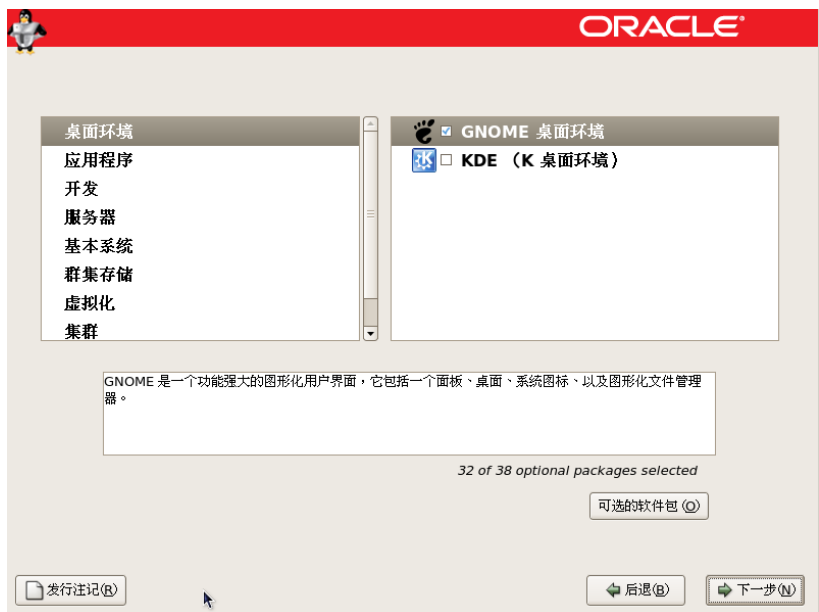 ORACLE
桌面环境
应用程序
开发
服务器
基本系统
群集存储
虚拟化
集群
GNOME 桌面环境
KDE （K 桌面环境）
GNOME 是一个功能强大的图形化用户界面，它包括一个面板、桌面、系统图标、以及图形化文件管理
器。
32 of 38 optional packages selected
可选的软件包 (O)
发行注记(R)
后退(B)
下一步(N)